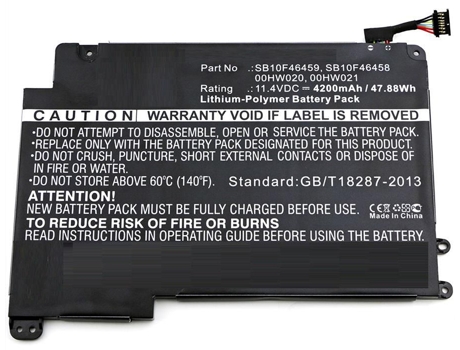 Part No .:SB10F46459, SB10F46458
00HW020, 00HW021
Rating .:11.4VDC ⎓ 4200mAh / 47.88Wh
Lithium-Polymer Battery Pack
CAUTION WARRANTY VOID IF LABEL IS REMOVED
•DO NOT ATTEMPT TO DISASSEMBLE, OPEN OR SERVICE BATTERY.
•REPLACE ONLY WITH THE BATTERY PACK DESIGNATED FOR THIS PRODUCT.
•DO NOT CRUSH, PUNCTURE, SHORT EXTERNAL CONTACTS OR DISPOSE OF
IN FIRE OR WATER.
•DO NOT STORE ABOVE 60°C (140°F). Standard:GB/T18287-2013
ATTENTION!
NEW BATTERY PACK MUST BE FULLY CHARGED BEFORE USE
TO REDUCE RISK OF FIRE OR BURNS
READ INSTRUCTIONS IN OPERATING GUIDE BEFORE USING BATTERY.
CE
Made in China